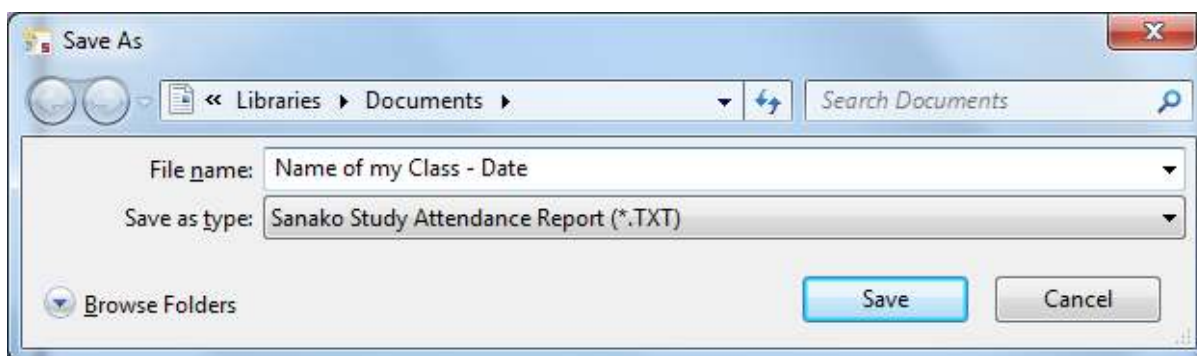 Save As
« Libraries ▸ Documents ▸ Search Documents
File name: Name of my Class - Date
Save as type: Sanako Study Attendance Report (*.TXT)
Browse Folders Save Cancel